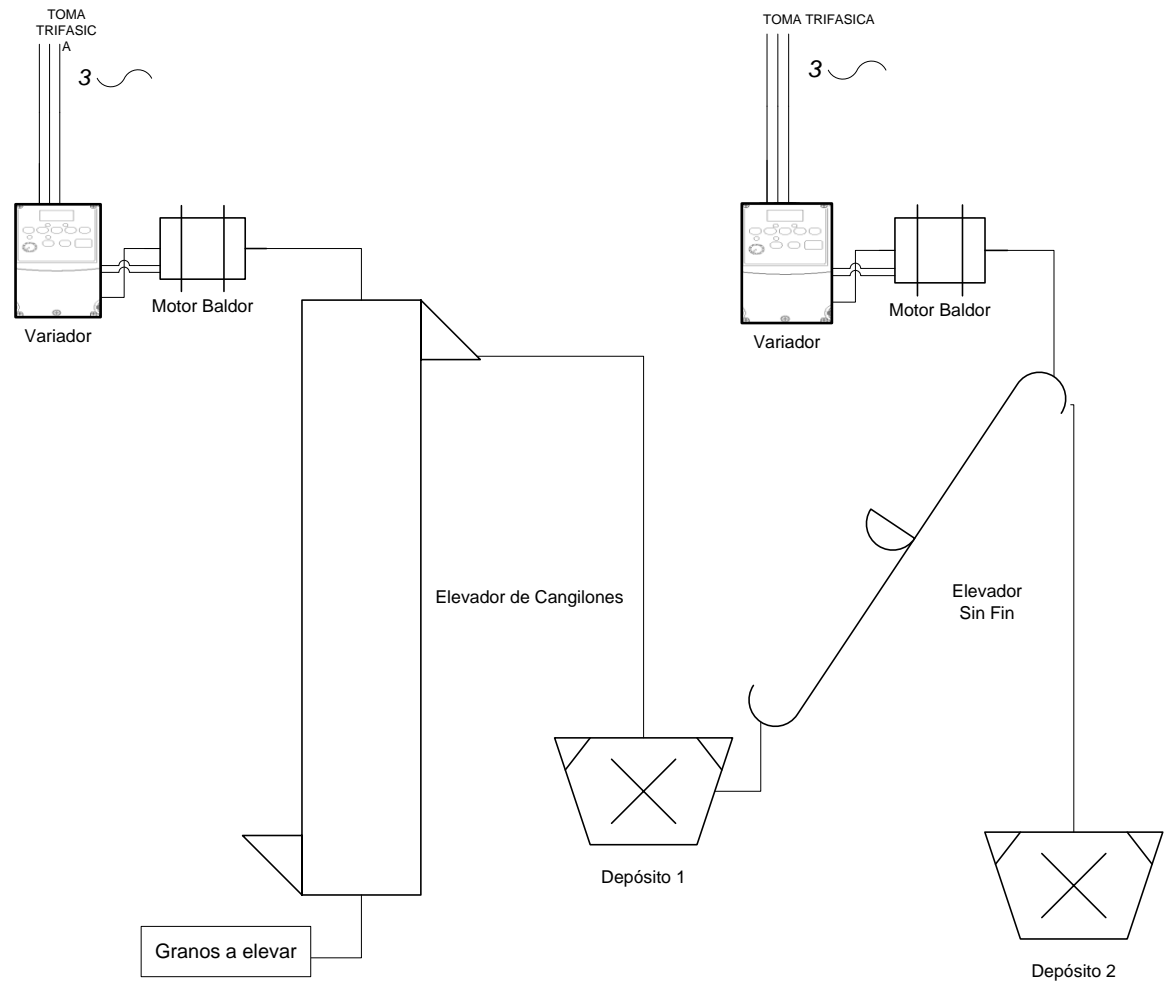 TOMA
TRIFASIC
A
3
Variador
Motor Baldor
TOMA TRIFASICA
3
Variador
Motor Baldor
Elevador de Cangilones
Elevador
Sin Fin
Depósito 1
Granos a elevar
Depósito 2